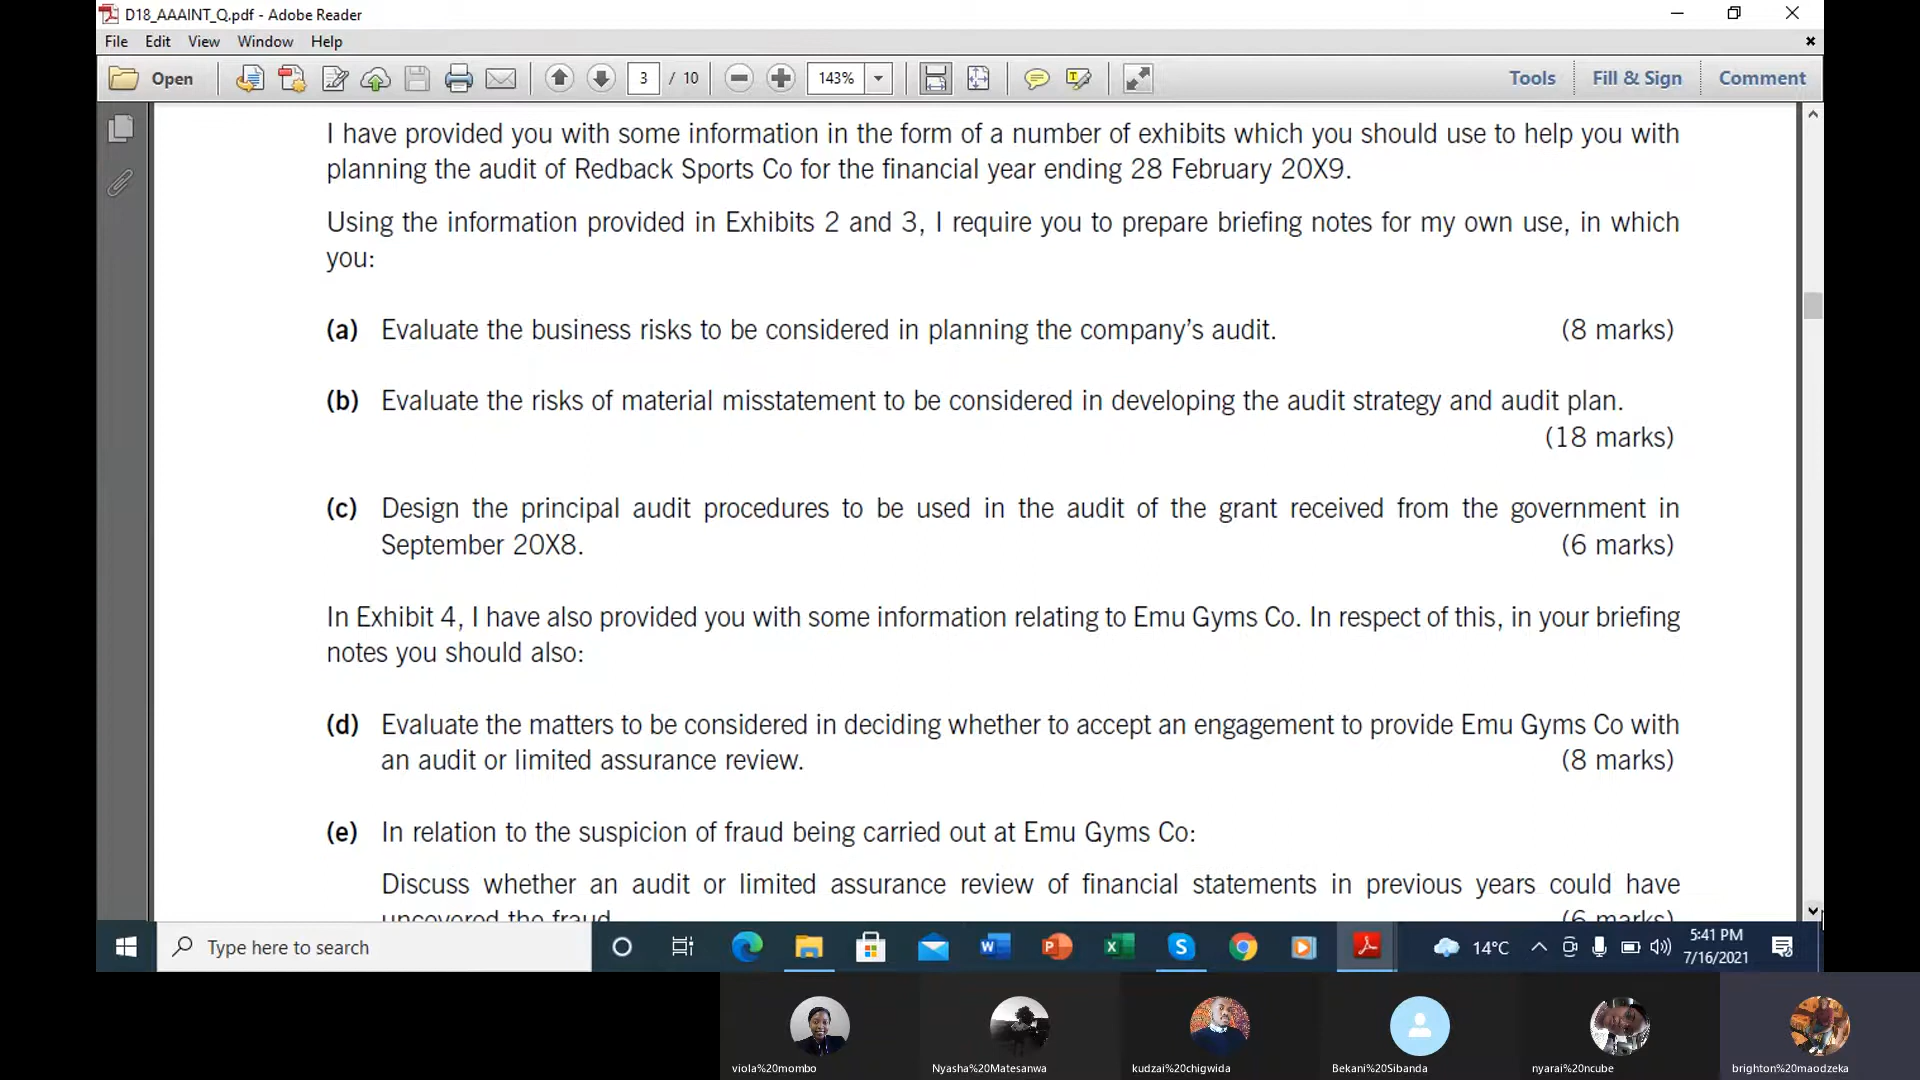 D18_AAAINT_Q.pdf - Adobe Reader
File Edit View Window Help
Open 3 / 10 143% Tools Fill & Sign Comment
I have provided you with some information in the form of a number of exhibits which you should use to help you with
planning the audit of Redback Sports Co for the financial year ending 28 February 20X9.
Using the information provided in Exhibits 2 and 3, I require you to prepare briefing notes for my own use, in which
you:
(a) Evaluate the business risks to be considered in planning the company's audit. (8 marks)
(b) Evaluate the risks of material misstatement to be considered in developing the audit strategy and audit plan.
(18 marks)
(c) Design the principal audit procedures to be used in the audit of the grant received from the government in
September 20X8. (6 marks)
In Exhibit 4, I have also provided you with some information relating to Emu Gyms Co. In respect of this, in your briefing
notes you should also:
(d) Evaluate the matters to be considered in deciding whether to accept an engagement to provide Emu Gyms Co with
an audit or limited assurance review. (8 marks)
(e) In relation to the suspicion of fraud being carried out at Emu Gyms Co:
Discuss whether an audit or limited assurance review of financial statements in previous years could have
uncovered the fraud. (6 marks)
Type here to search 14°C 5:41 PM
7/16/2021
viola%20mombo Nyasha%20Matesanwa kudzai%20chigwida Bekani%20Sibanda nyarai%20ncube brighton%20maodzeka